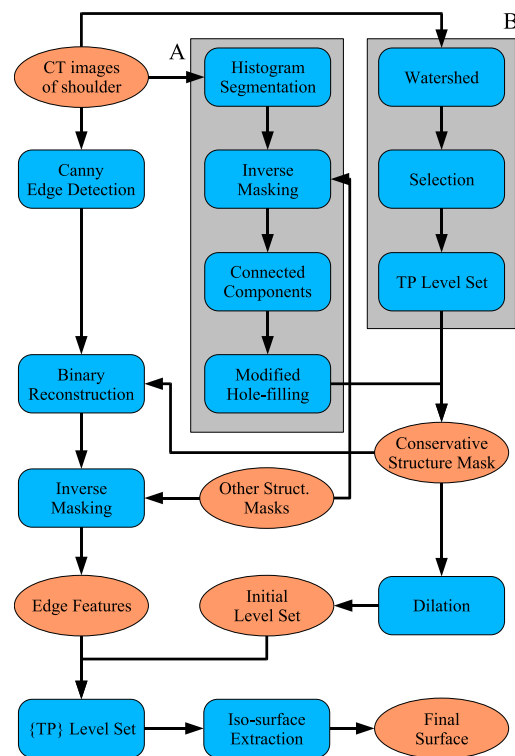 A
B
CT images
of shoulder
Histogram
Segmentation
Watershed
Canny
Edge Detection
Inverse
Masking
Selection
Connected
Components
TP Level Set
Binary
Reconstruction
Modified
Hole-filling
Conservative
Structure Mask
Inverse
Masking
Other Struct.
Masks
Edge Features
Initial
Level Set
Dilation
{TP} Level Set
Iso-surface
Extraction
Final
Surface